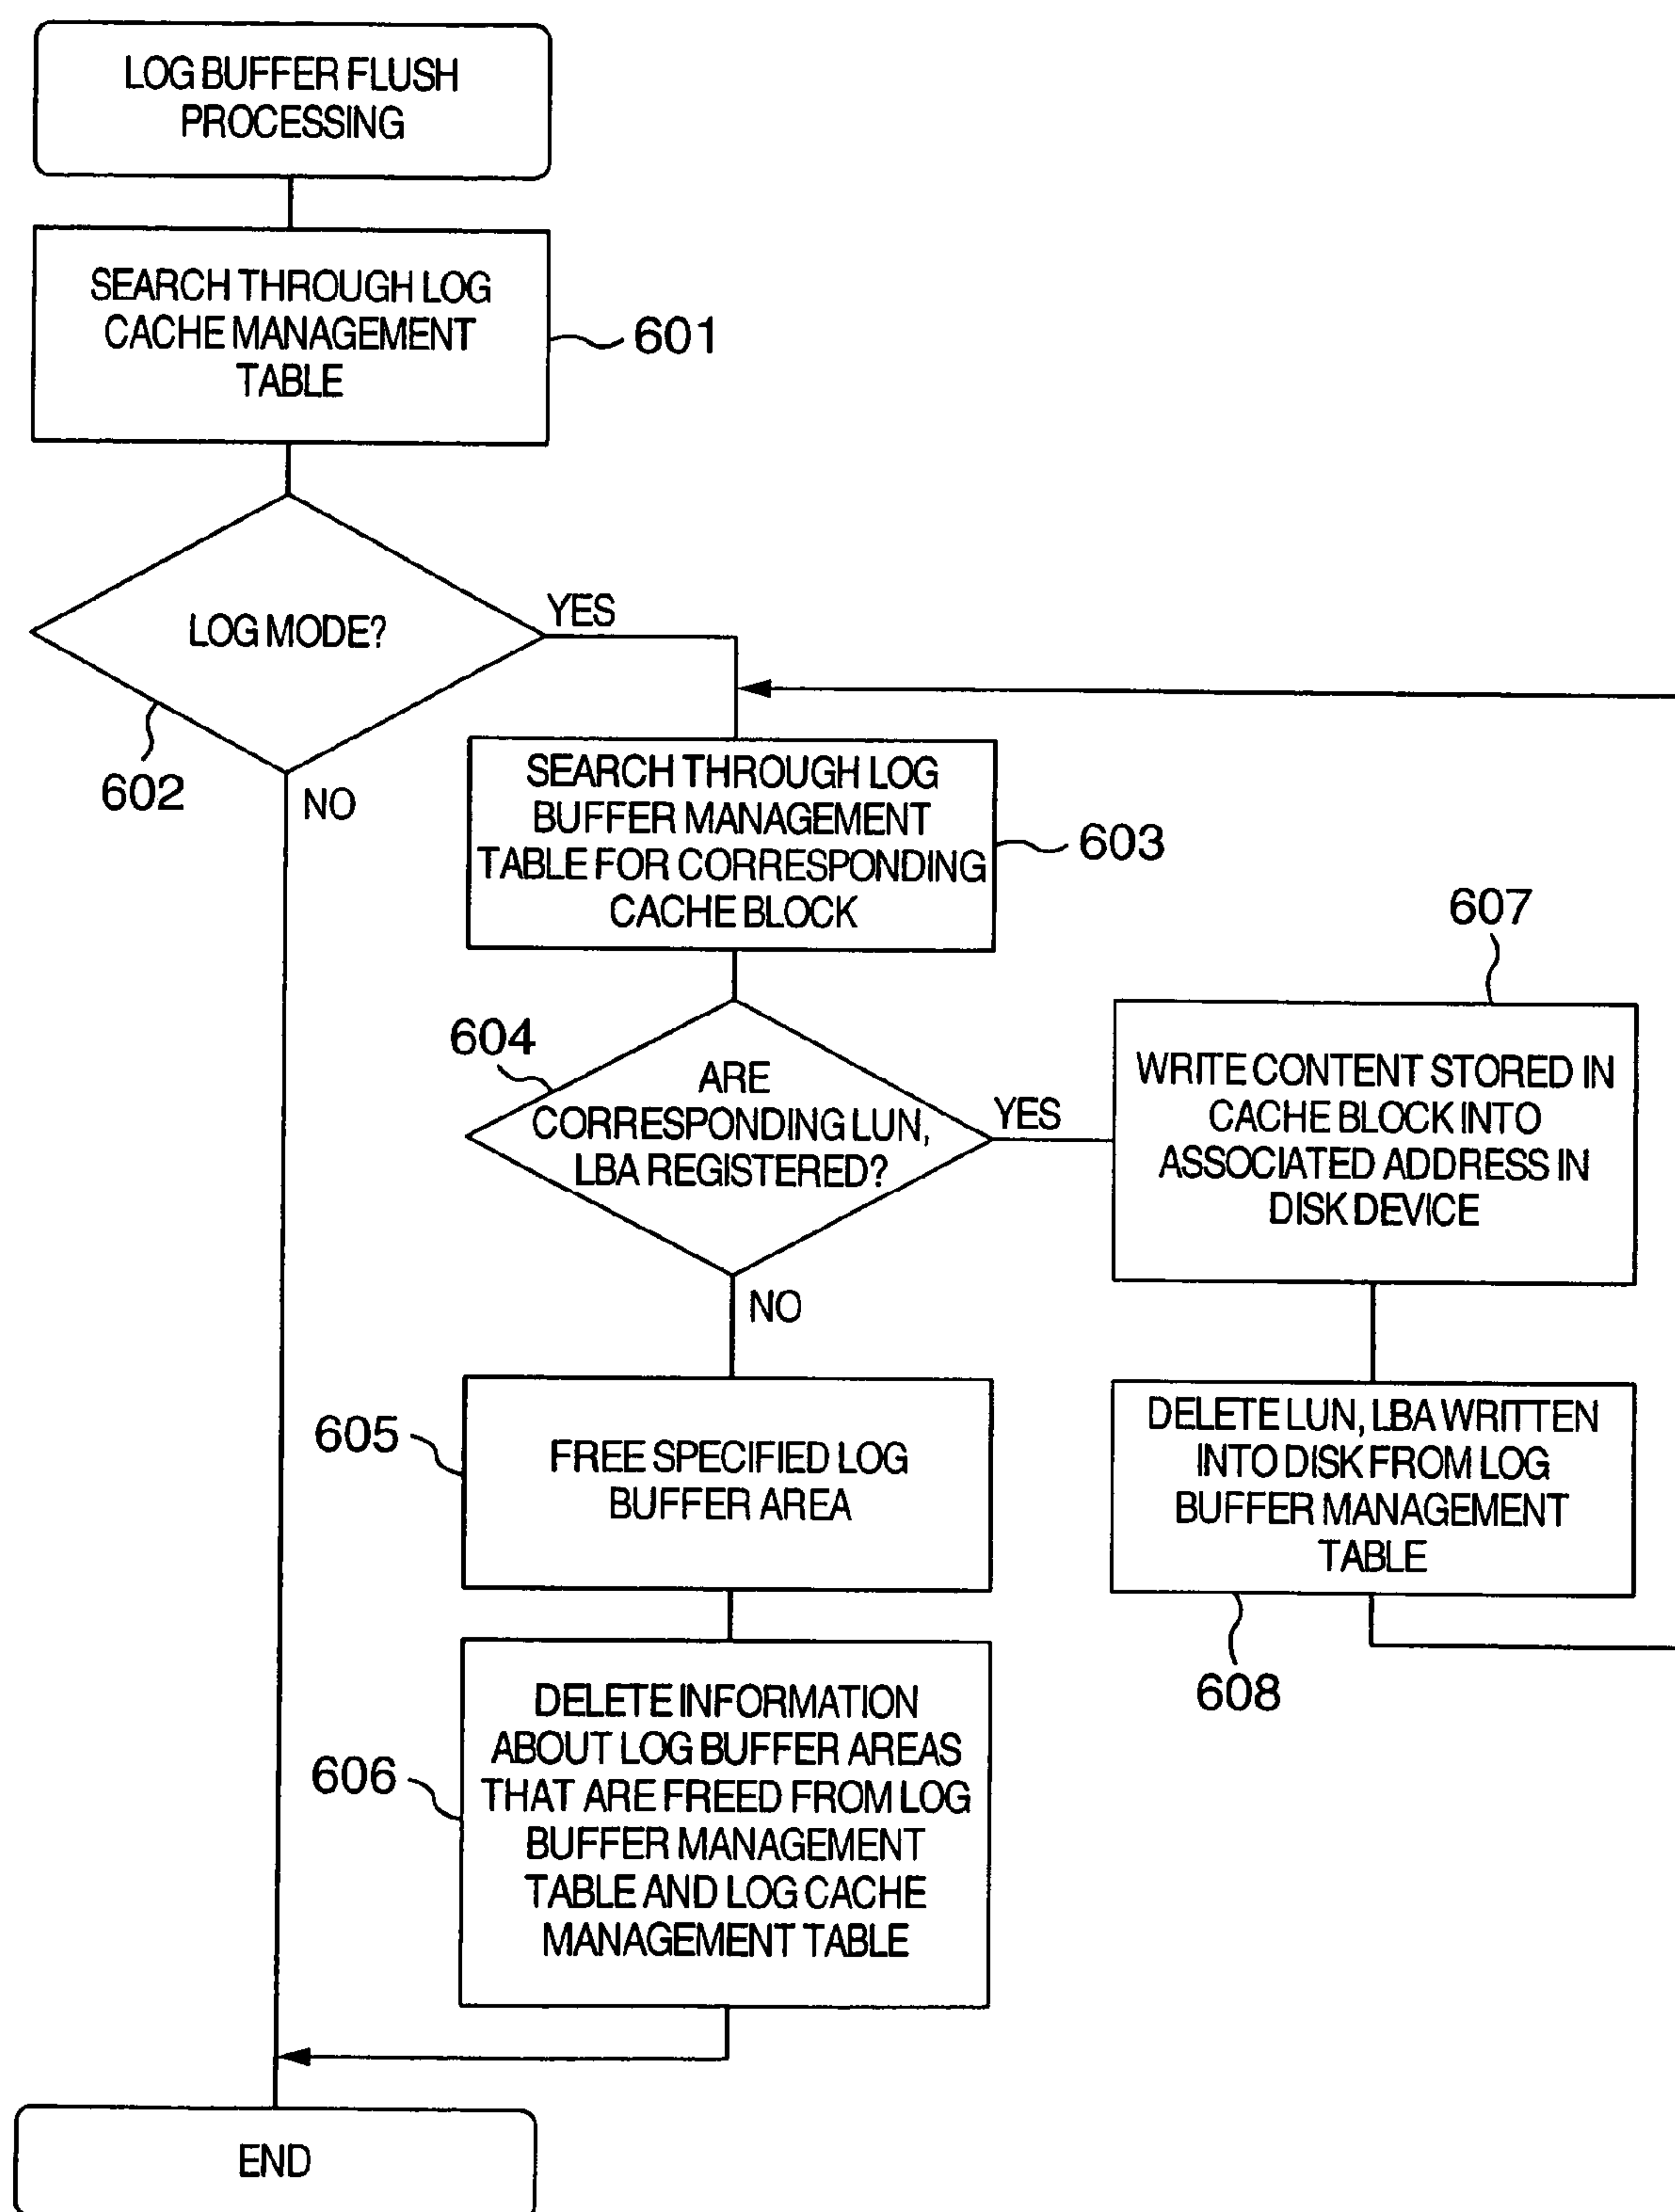 LOG BUFFER FLUSH
PROCESSING
SEARCH THROUGH LOG
CACHE MANAGEMENT
TABLE
601
LOG MODE?
YES
602
NO
SEARCH THROUGH LOG
BUFFER MANAGEMENT
TABLE FOR CORRESPONDING
CACHE BLOCK
603
604
ARE
CORRESPONDING LUN,
LBA REGISTERED?
YES
NO
607
WRITE CONTENT STORED IN
CACHE BLOCK INTO
ASSOCIATED ADDRESS IN
DISK DEVICE
605
FREE SPECIFIED LOG
BUFFER AREA
DELETE LUN, LBA WRITTEN
INTO DISK FROM LOG
BUFFER MANAGEMENT
TABLE
608
606
DELETE INFORMATION
ABOUT LOG BUFFER AREAS
THAT ARE FREED FROM LOG
BUFFER MANAGEMENT
TABLE AND LOG CACHE
MANAGEMENT TABLE
END